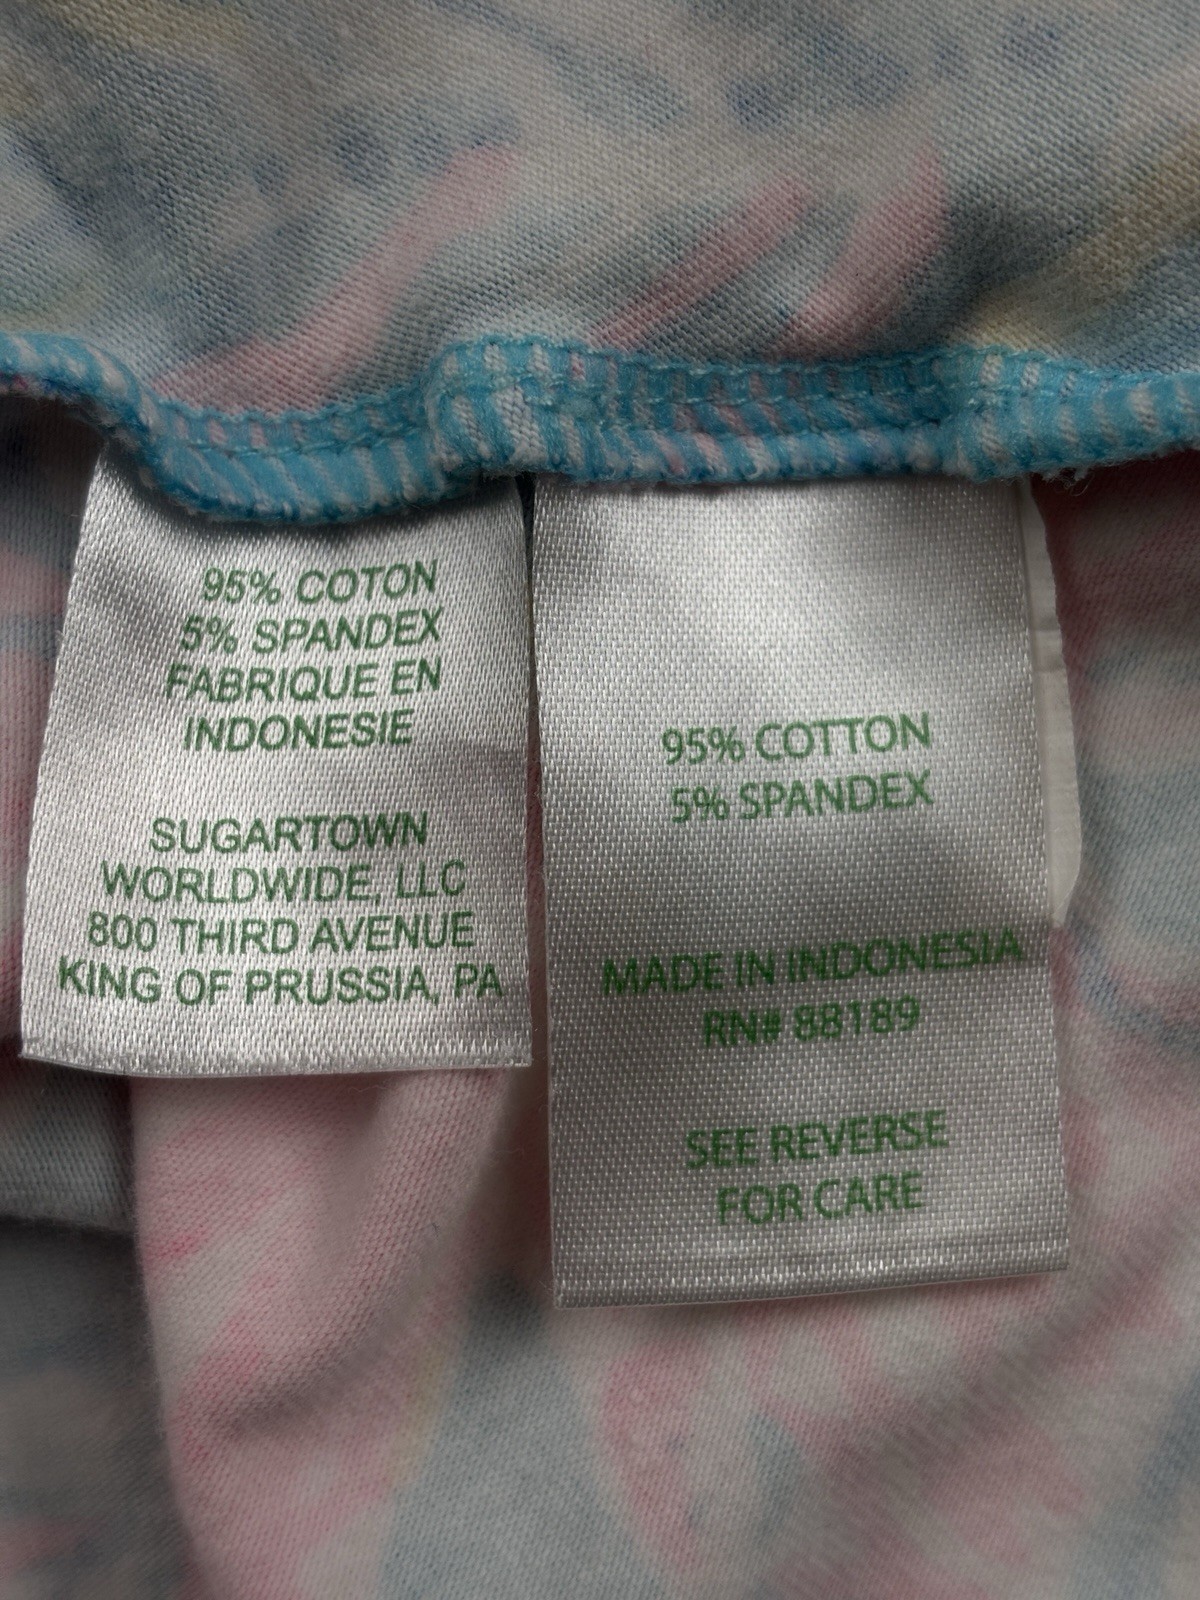 95% COTON
5% SPANDEX
FABRIQUE EN
INDONESIE
SUGARTOWN
WORLDWIDE, LLC
800 THIRD AVENUE
KING OF PRUSSIA, PA
95% COTTON
5% SPANDEX
MADE IN INDONESIA
RN# 88189
SEE REVERSE
FOR CARE